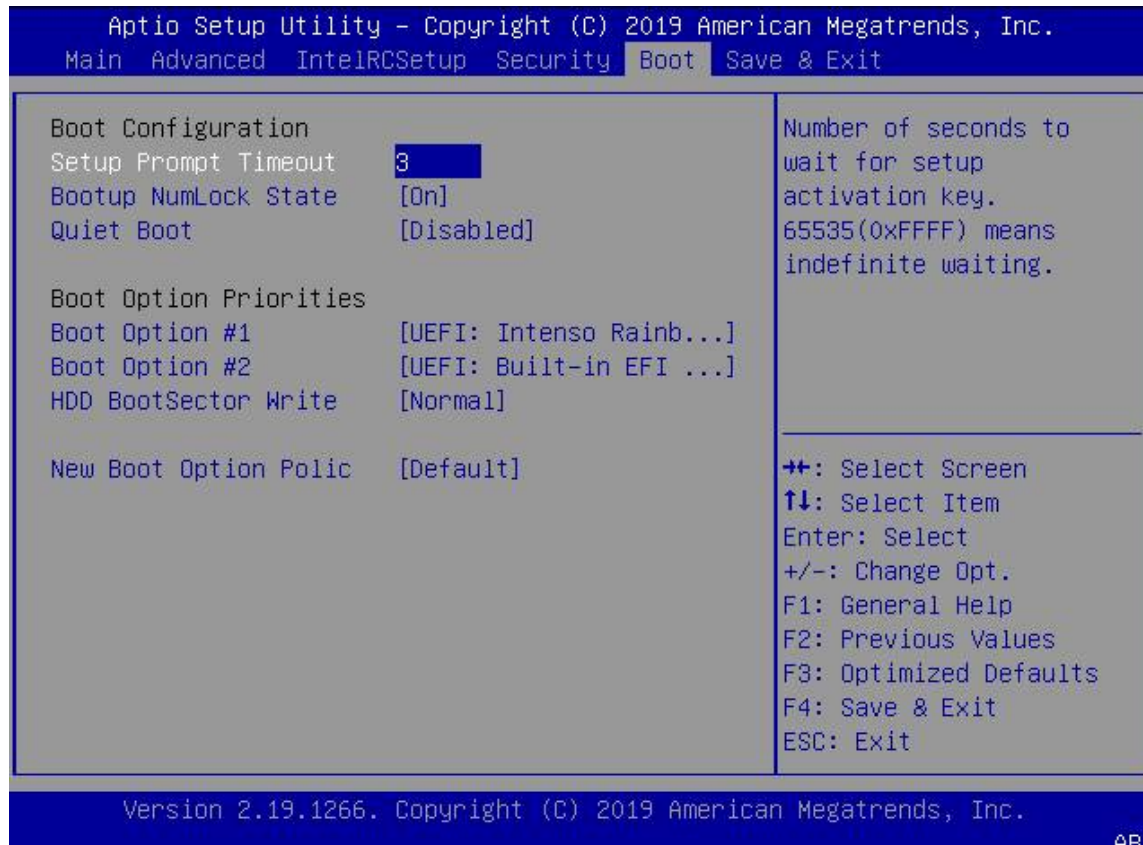 Aptio Setup Utility – Copyright (C) 2019 American Megatrends, Inc.
Main Advanced IntelRCSetup Security Boot Save & Exit
Boot Configuration
Setup Prompt Timeout 3
Bootup NumLock State [On]
Quiet Boot [Disabled]
Boot Option Priorities
Boot Option #1 [UEFI: Intenso Rainb...]
Boot Option #2 [UEFI: Built-in EFI ...]
HDD BootSector Write [Normal]
New Boot Option Polic [Default]
Number of seconds to
wait for setup
activation key.
65535(0xFFFF) means
indefinite waiting.
→←: Select Screen
↑↓: Select Item
Enter: Select
+/-: Change Opt.
F1: General Help
F2: Previous Values
F3: Optimized Defaults
F4: Save & Exit
ESC: Exit
Version 2.19.1266. Copyright (C) 2019 American Megatrends, Inc.